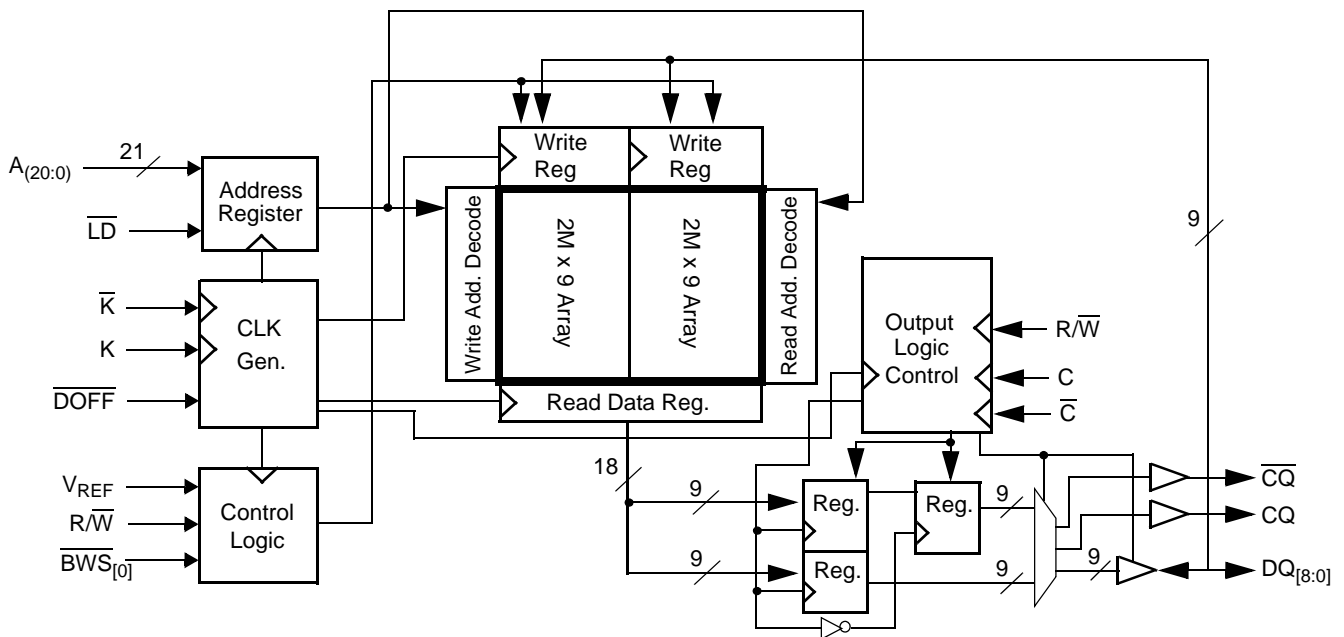 21
A(20:0)
LD
Address
Register
K
K
DOFF
CLK
Gen.
VREF
R/W
BWS[0]
Control
Logic
Write
Reg
Write
Reg
Write Add. Decode
2M x 9 Array
2M x 9 Array
Read Add. Decode
Read Data Reg.
9
Output
Logic
Control
R/W
C
C
18
9
Reg.
Reg.
9
9
Reg.
9
9
CQ
CQ
DQ[8:0]